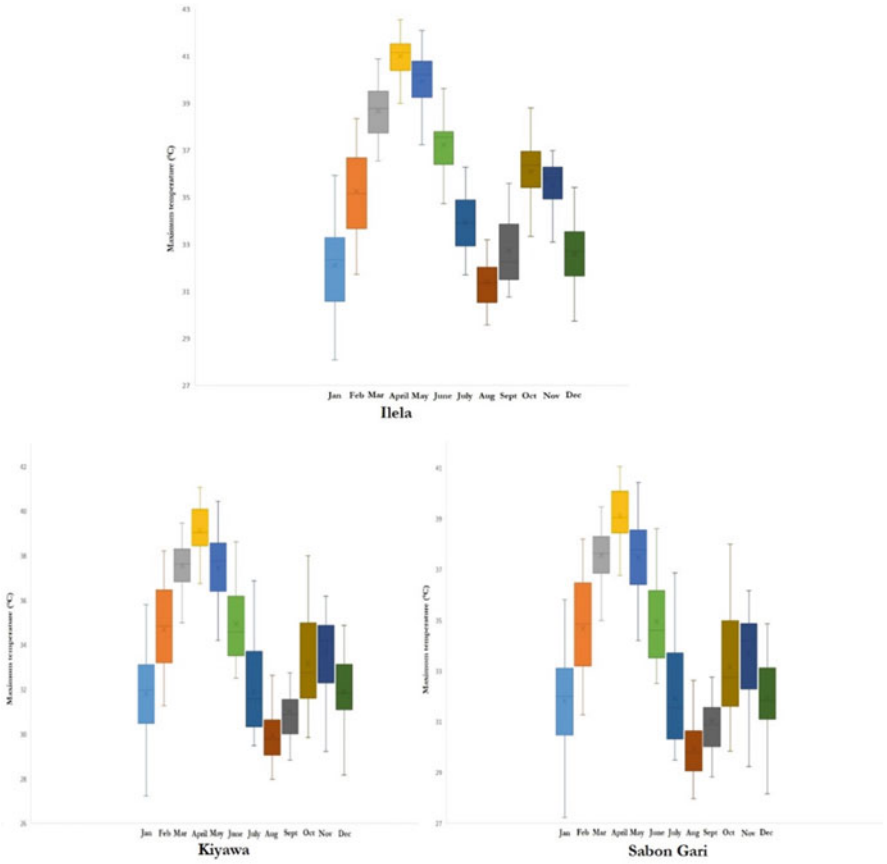 43
41
39
37
35
33
31
29
27
Maximum temperature (°C)
Jan Feb Mar April May June July Aug Sept Oct Nov Dec
Ilela
42
40
38
36
34
32
30
28
26
Maximum temperature (°C)
Jan Feb Mar April May June July Aug Sept Oct Nov Dec
Kiyawa
41
39
37
35
33
31
29
27
Maximum temperature (°C)
Jan Feb Mar April May June July Aug Sept Oct Nov Dec
Sabon Gari